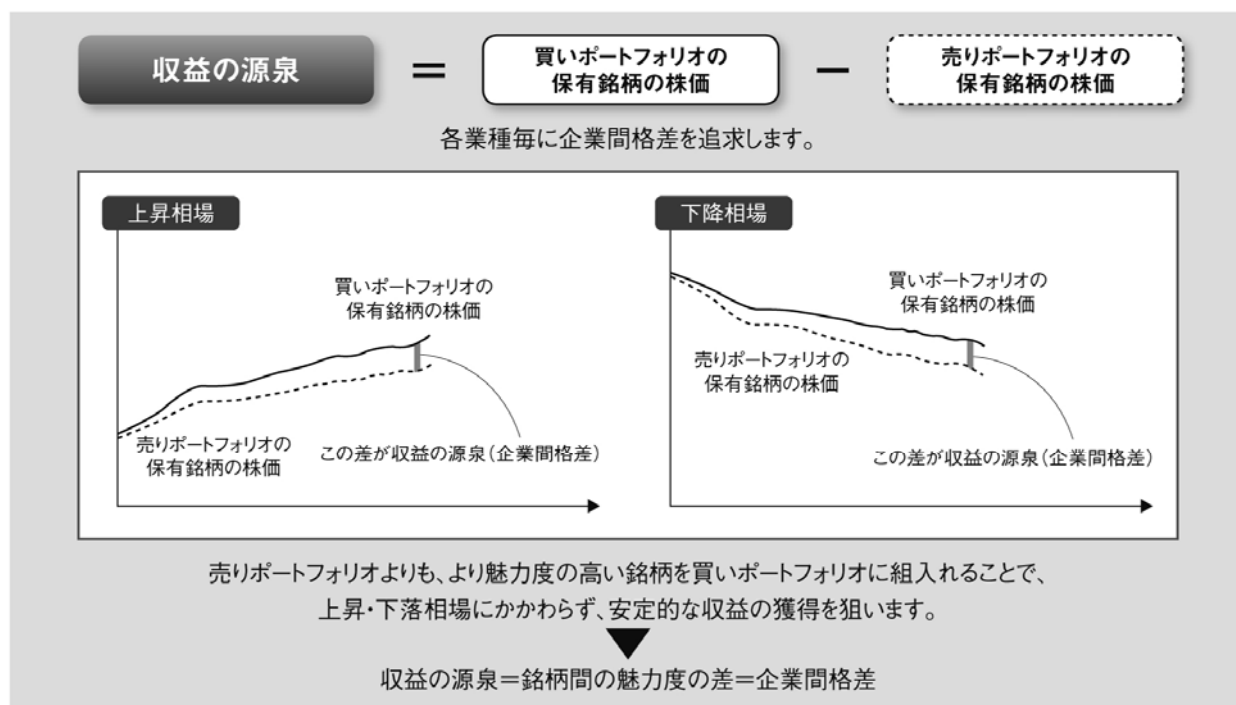 収益の源泉
=
買いポートフォリオの
保有銘柄の株価
−
売りポートフォリオの
保有銘柄の株価
各業種毎に企業間格差を追求します。
上昇相場
買いポートフォリオの
保有銘柄の株価
売りポートフォリオの
保有銘柄の株価
この差が収益の源泉(企業間格差)
下降相場
買いポートフォリオの
保有銘柄の株価
売りポートフォリオの
保有銘柄の株価
この差が収益の源泉(企業間格差)
売りポートフォリオよりも、より魅力度の高い銘柄を買いポートフォリオに組入れることで、
上昇・下落相場にかかわらず、安定的な収益の獲得を狙います。
収益の源泉=銘柄間の魅力度の差=企業間格差